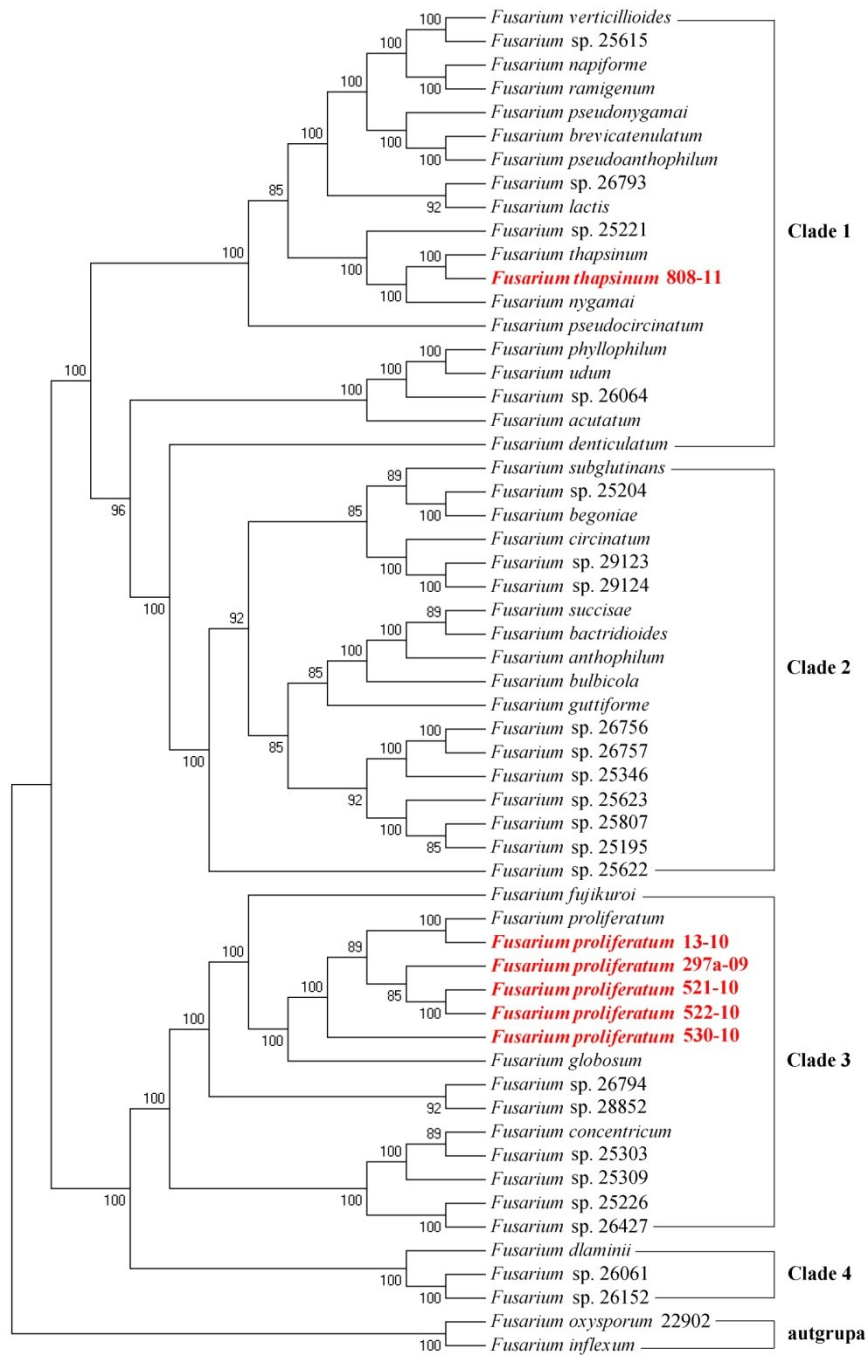 Fusarium verticillioides
Fusarium sp. 25615
Fusarium napiforme
Fusarium ramigenum
Fusarium pseudonygamai
Fusarium brevicatenulatum
Fusarium pseudoanthophilum
Fusarium sp. 26793
Fusarium lactis
Fusarium sp. 25221
Fusarium thapsinum
Fusarium thapsinum 808-11
Fusarium nygamai
Fusarium pseudocircinatum
Fusarium phyllophilum
Fusarium udum
Fusarium sp. 26064
Fusarium acutatum
Fusarium denticulatum
Clade 1
Fusarium subglutinans
Fusarium sp. 25204
Fusarium begoniae
Fusarium circinatum
Fusarium sp. 29123
Fusarium sp. 29124
Fusarium succisae
Fusarium bactridioides
Fusarium anthophilum
Fusarium bulbicola
Fusarium guttiforme
Fusarium sp. 26756
Fusarium sp. 26757
Fusarium sp. 25346
Fusarium sp. 25623
Fusarium sp. 25807
Fusarium sp. 25195
Fusarium sp. 25622
Clade 2
Fusarium fujikuroi
Fusarium proliferatum
Fusarium proliferatum 13-10
Fusarium proliferatum 297a-09
Fusarium proliferatum 521-10
Fusarium proliferatum 522-10
Fusarium proliferatum 530-10
Fusarium globosum
Fusarium sp. 26794
Fusarium sp. 28852
Fusarium concentricum
Fusarium sp. 25303
Fusarium sp. 25309
Fusarium sp. 25226
Fusarium sp. 26427
Clade 3
Fusarium dlaminii
Fusarium sp. 26061
Fusarium sp. 26152
Clade 4
Fusarium oxysporum 22902
Fusarium inflexum
autgrupa
100
100
100
100
100
100
100
100
85
92
100
100
100
100
100
100
100
100
96
100
89
85
100
100
100
92
89
100
100
85
85
100
100
92
100
85
100
100
89
100
85
100
100
100
100
92
100
89
100
100
100
100
100
100
100